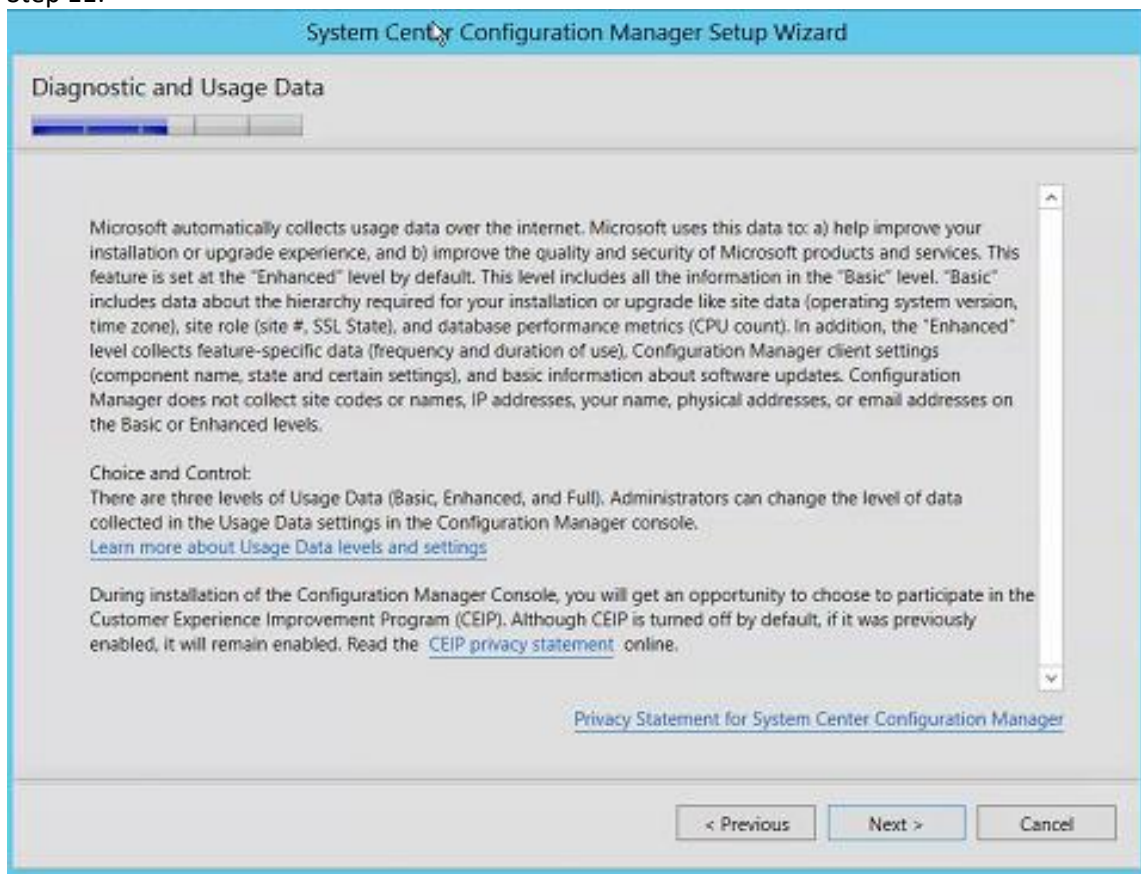 Step 11:
System Center Configuration Manager Setup Wizard
Diagnostic and Usage Data
Microsoft automatically collects usage data over the internet. Microsoft uses this data to: a) help improve your
installation or upgrade experience, and b) improve the quality and security of Microsoft products and services. This
feature is set at the "Enhanced" level by default. This level includes all the information in the "Basic" level. "Basic"
includes data about the hierarchy required for your installation or upgrade like site data (operating system version,
time zone), site role (site #, SSL State), and database performance metrics (CPU count). In addition, the "Enhanced"
level collects feature-specific data (frequency and duration of use), Configuration Manager client settings
(component name, state and certain settings), and basic information about software updates. Configuration
Manager does not collect site codes or names, IP addresses, your name, physical addresses, or email addresses on
the Basic or Enhanced levels.
Choice and Control:
There are three levels of Usage Data (Basic, Enhanced, and Full). Administrators can change the level of data
collected in the Usage Data settings in the Configuration Manager console.
Learn more about Usage Data levels and settings
During installation of the Configuration Manager Console, you will get an opportunity to choose to participate in the
Customer Experience Improvement Program (CEIP). Although CEIP is turned off by default, if it was previously
enabled, it will remain enabled. Read the CEIP privacy statement online.
Privacy Statement for System Center Configuration Manager
< Previous Next > Cancel